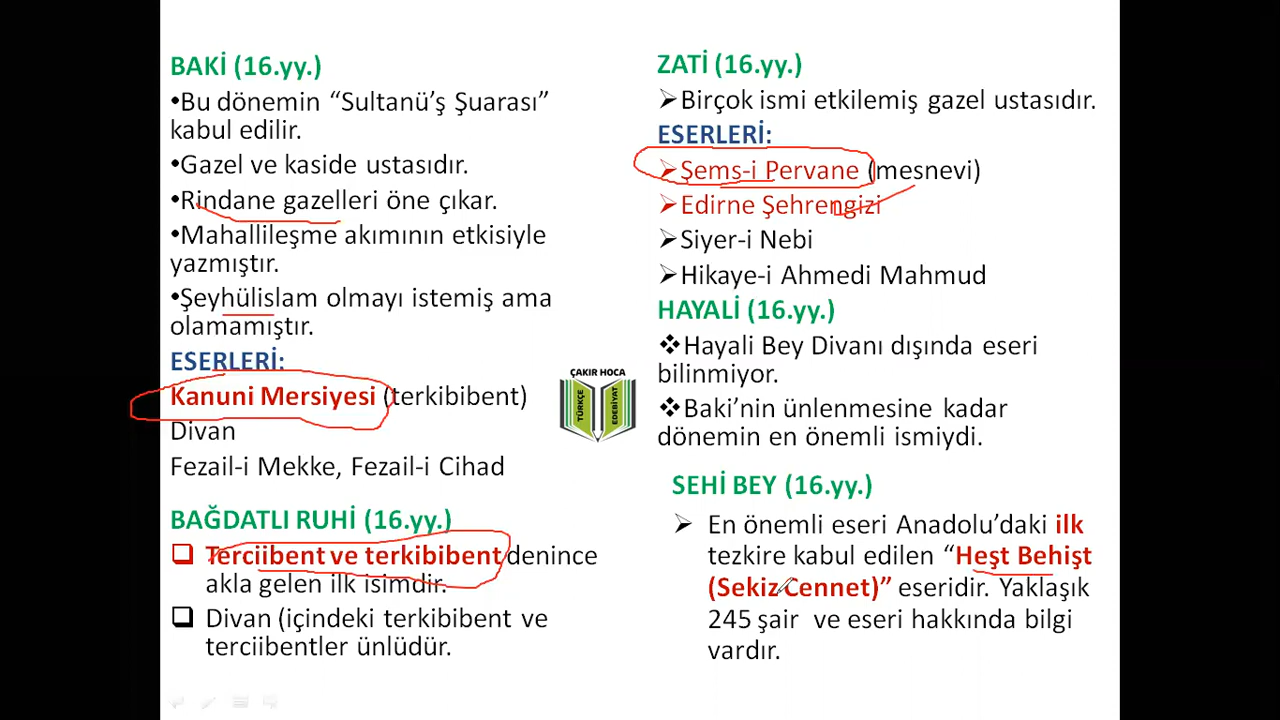 BAKİ (16.yy.)
•Bu dönemin “Sultanü’ş Şuarası”
kabul edilir.
•Gazel ve kaside ustasıdır.
•Rindane gazelleri öne çıkar.
•Mahallileşme akımının etkisiyle
yazmıştır.
•Şeyhülislam olmayı istemiş ama
olamamıştır.
ESERLERİ:
Kanuni Mersiyesi (terkibibent)
Divan
Fezail-i Mekke, Fezail-i Cihad
BAĞDATLI RUHİ (16.yy.)
❑ Terciibent ve terkibibent denince
akla gelen ilk isimdir.
❑ Divan (içindeki terkibibent ve
terciibentler ünlüdür.
ÇAKIR HOCA
TÜRKÇE
EDEBİYAT
ZATİ (16.yy.)
➢Birçok ismi etkilemiş gazel ustasıdır.
ESERLERİ:
➢Şems-i Pervane (mesnevi)
➢Edirne Şehrengizi
➢Siyer-i Nebi
➢Hikaye-i Ahmedi Mahmud
HAYALİ (16.yy.)
❖Hayali Bey Divanı dışında eseri
bilinmiyor.
❖Baki’nin ünlenmesine kadar
dönemin en önemli ismiydi.
SEHİ BEY (16.yy.)
➢ En önemli eseri Anadolu’daki ilk
tezkire kabul edilen “Heşt Behişt
(Sekiz Cennet)” eseridir. Yaklaşık
245 şair ve eseri hakkında bilgi
vardır.